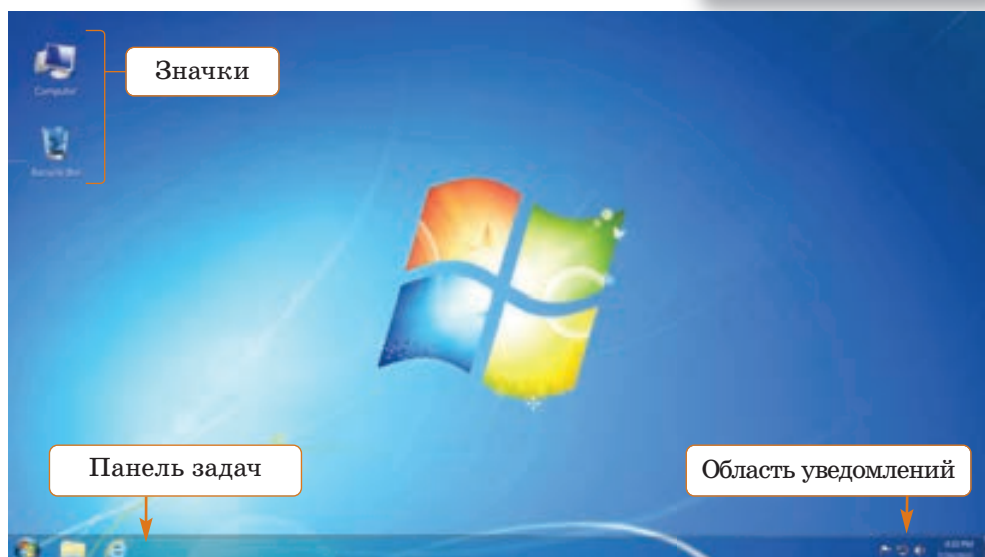 Значки
Computer
Recycle Bin
Панель задач
Область уведомлений